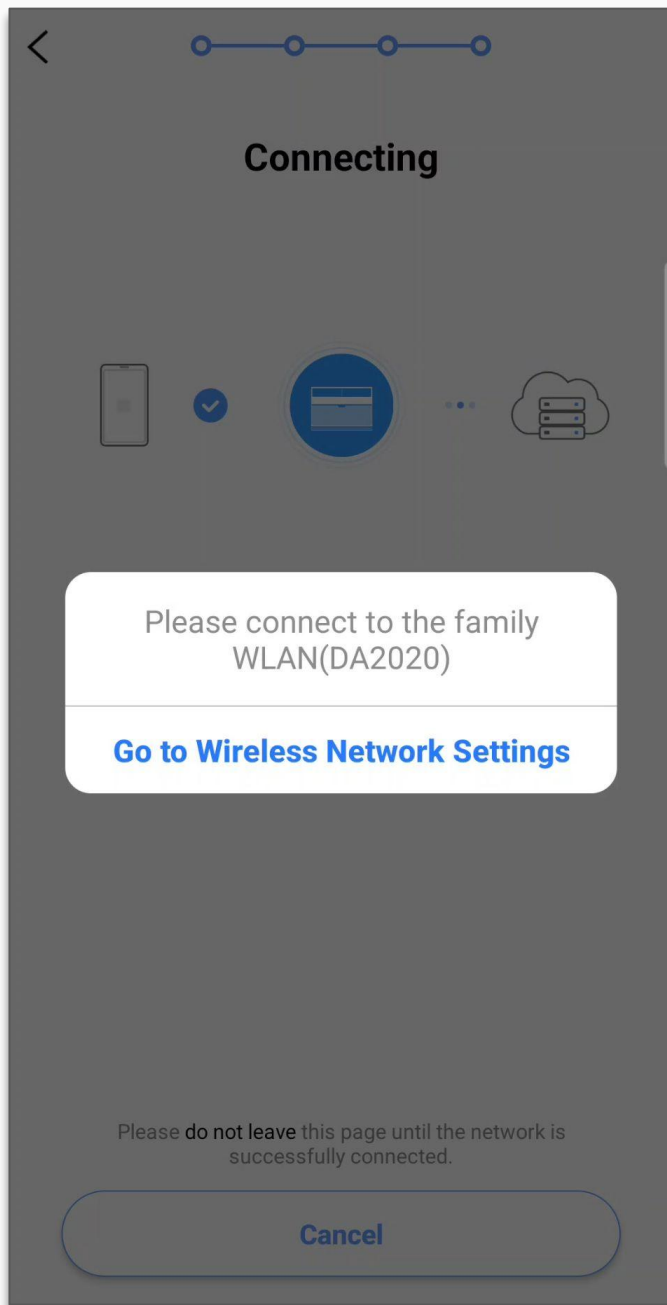 Connecting
Please connect to the family
WLAN(DA2020)
Go to Wireless Network Settings
Please do not leave this page until the network is
successfully connected.
Cancel